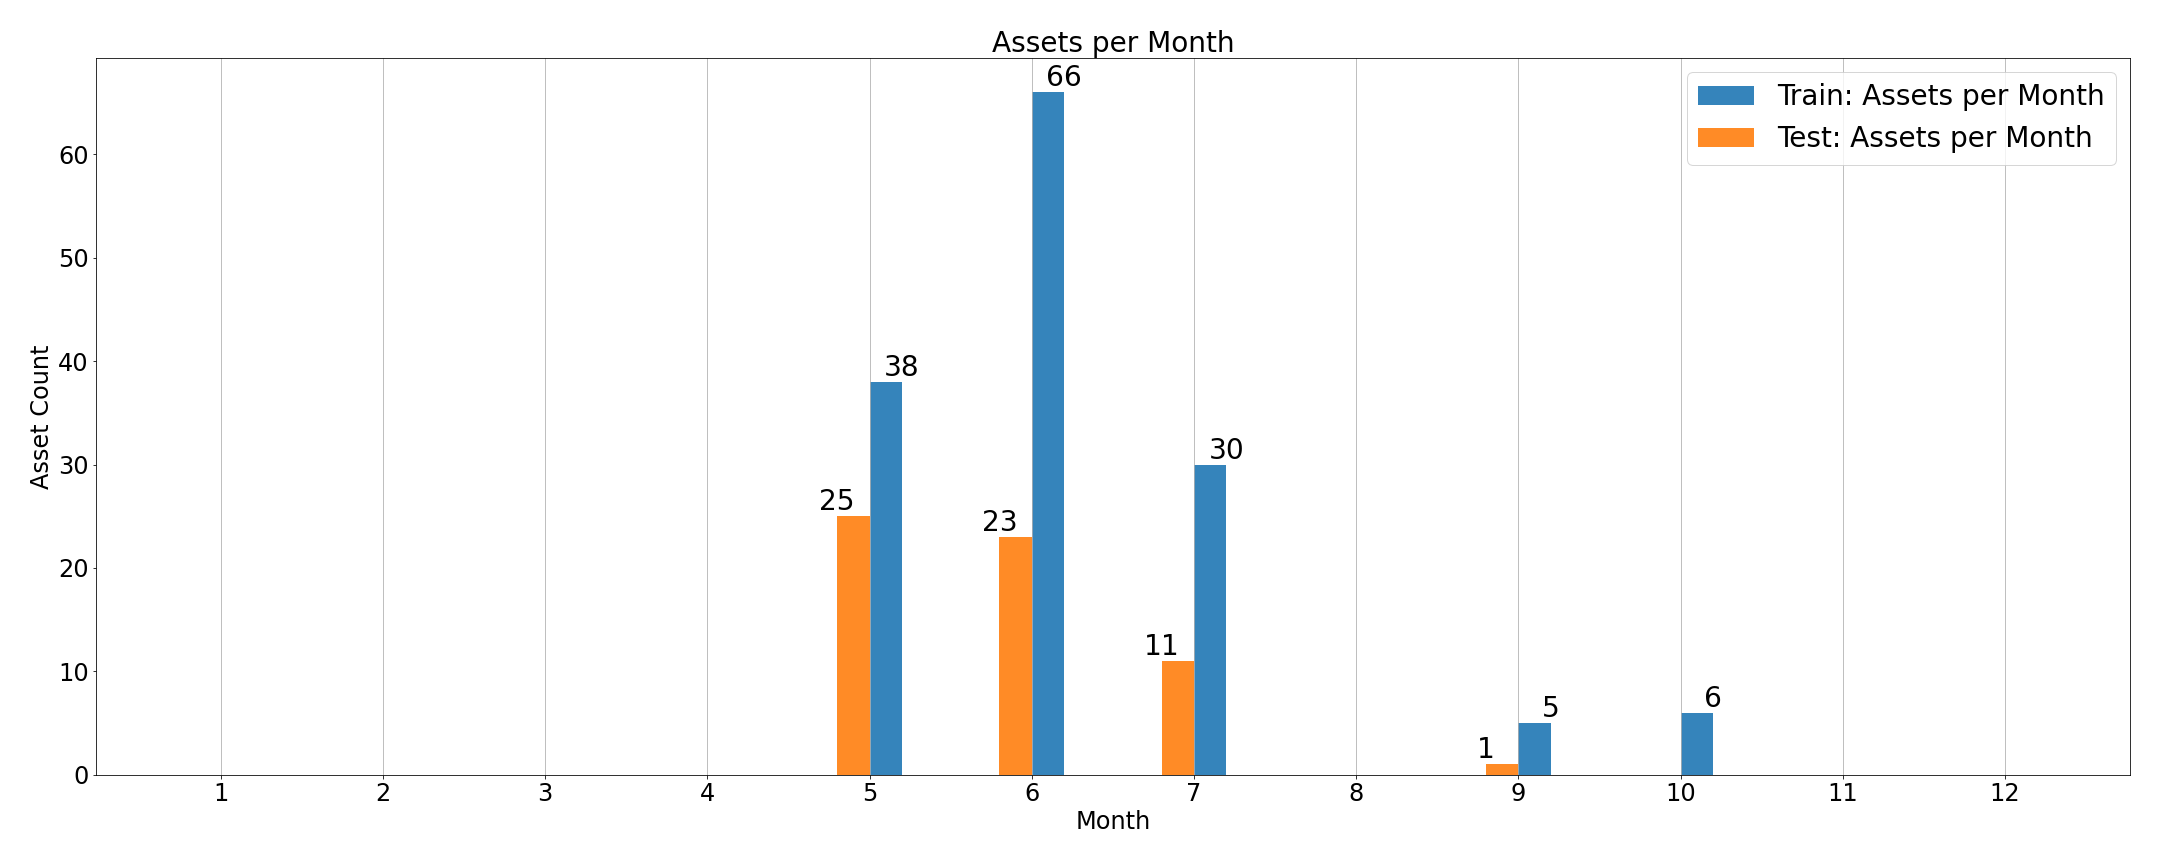 Assets per Month
Train: Assets per Month
Test: Assets per Month
Asset Count
60
50
40
30
20
10
0
25
38
23
66
11
30
1
5
6
1 2 3 4 5 6 7 8 9 10 11 12
Month